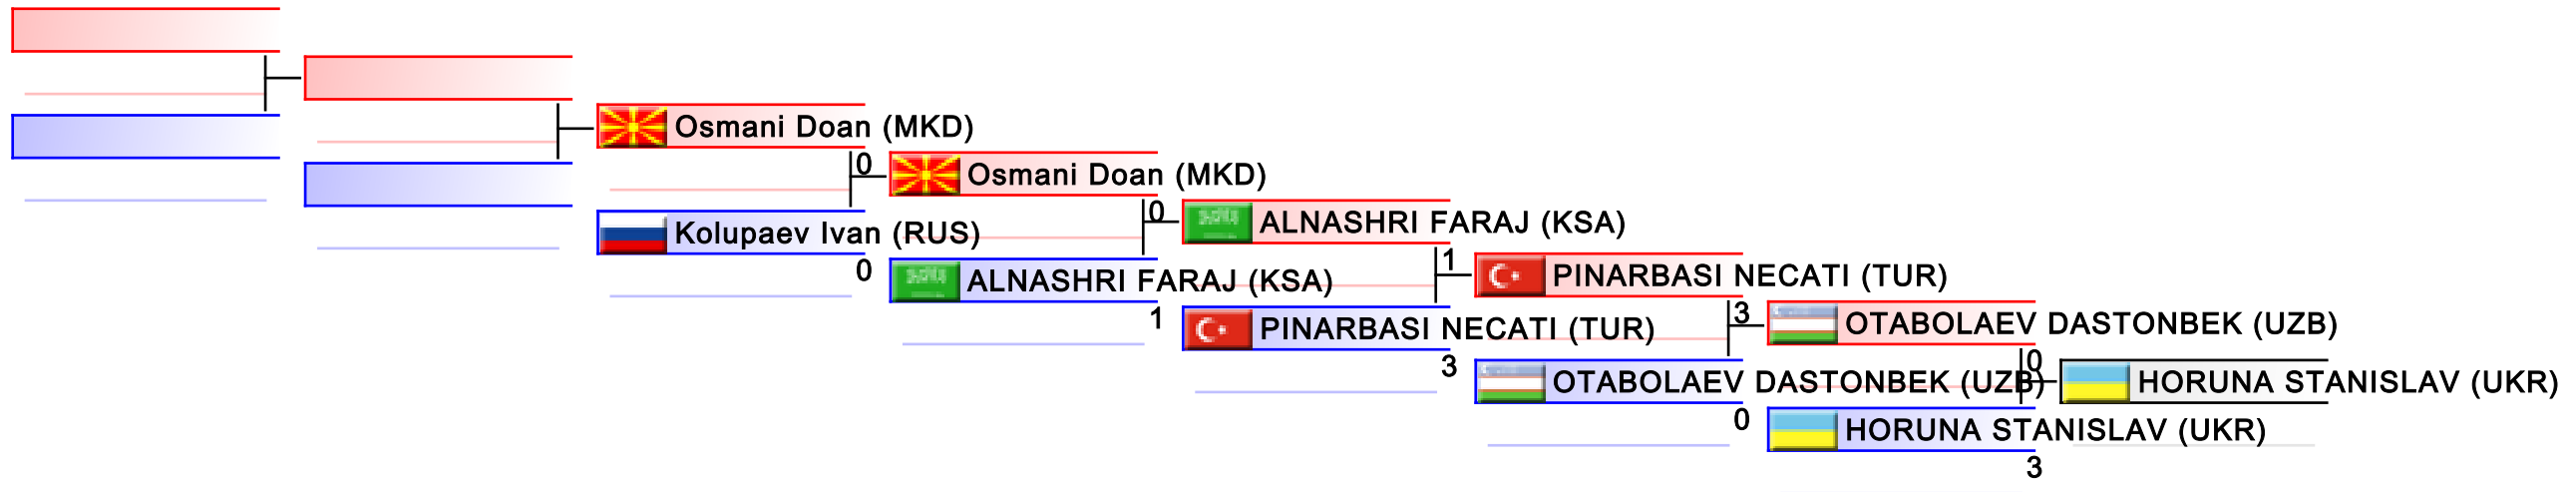 Osmani Doan (MKD)
0
Kolupaev Ivan (RUS)
0
Osmani Doan (MKD)
0
ALNASHRI FARAJ (KSA)
1
ALNASHRI FARAJ (KSA)
1
PINARBASI NECATI (TUR)
3
PINARBASI NECATI (TUR)
3
OTABOLAEV DASTONBEK (UZB)
0
OTABOLAEV DASTONBEK (UZB)
0
HORUNA STANISLAV (UKR)
3
HORUNA STANISLAV (UKR)